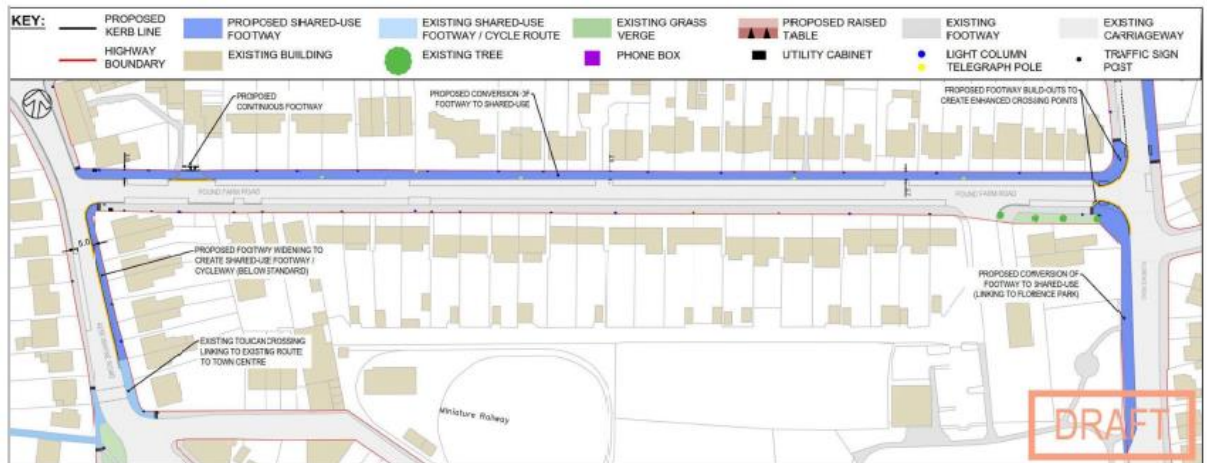 KEY:
PROPOSED
KERB LINE
PROPOSED SHARED-USE
FOOTWAY
EXISTING SHARED-USE
FOOTWAY / CYCLE ROUTE
EXISTING GRASS
VERGE
PROPOSED RAISED
TABLE
EXISTING
FOOTWAY
EXISTING
CARRIAGEWAY
HIGHWAY
BOUNDARY
EXISTING BUILDING
EXISTING TREE
PHONE BOX
UTILITY CABINET
LIGHT COLUMN
TELEGRAPH POLE
TRAFFIC SIGN
POST
PROPOSED
CONTINUOUS FOOTWAY
PROPOSED CONVERSION OF
FOOTWAY TO SHARED-USE
PROPOSED FOOTWAY BUILD-OUTS TO
CREATE ENHANCED CROSSING POINTS
POUND FARM ROAD
POUND FARM ROAD
5.0
PROPOSED FOOTWAY WIDENING TO
CREATE SHARED-USE FOOTWAY /
CYCLEWAY (BELOW STANDARD)
PROPOSED CONVERSION OF
FOOTWAY TO SHARED-USE
(LINKING TO FLORENCE PARK)
EXISTING TOUCAN CROSSING
LINKING TO EXISTING ROUTE
TO TOWN CENTRE
Miniature Railway
DRAFT